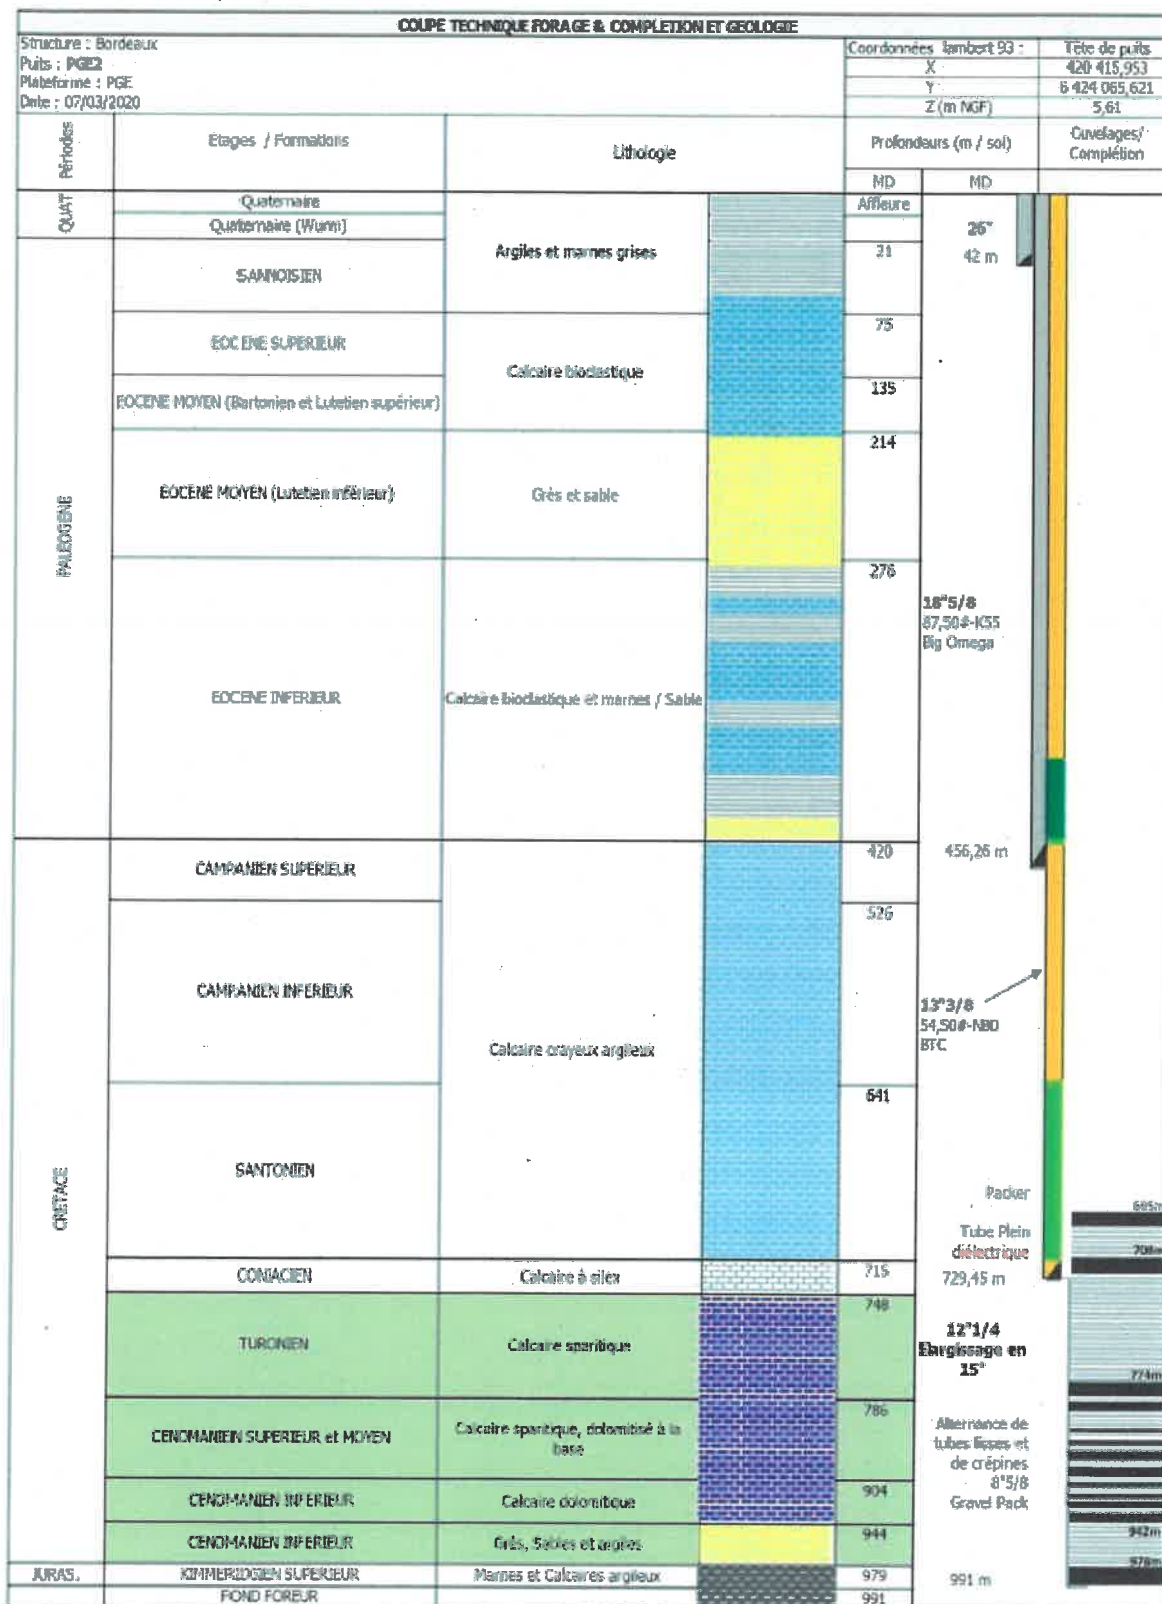 COUPE TECHNIQUE FORAGE & COMPLETION ET GEOLOGIE
Structure : Bordeaux
Puits : PGE2
Plateforme : PGE
Date : 07/03/2020
Coordonnées lambert 93 :
Tête de puits
X
420 415,953
Y
6 424 065,621
Z (m NGF)
5,61
Périodes
Etages / Formations
Lithologie
Profondeurs (m / sol)
Cuvelages/
Complétion
MD
MD
QUAT
Quaternaire
Affleure
Quaternaire (Wurm)
Argiles et marnes grises
26"
42 m
SANNOISIEN
21
PALEOGENE
EOCENE SUPERIEUR
75
Calcaire bioclastique
EOCENE MOYEN (Bartonien et Lutetien supérieur)
135
EOCENE MOYEN (Lutetien inférieur)
Grès et sable
214
EOCENE INFERIEUR
Calcaire bioclastique et marnes / Sable
276
18"5/8
87,50#-K55
Big Omega
CRETACE
CAMPANIEN SUPERIEUR
420
456,26 m
CAMPANIEN INFERIEUR
526
13"3/8
54,50#-N80
BTC
Calcaire crayeux argileux
SANTONIEN
641
Packer
685m
Tube Plein
diélectrique
708m
CONIACIEN
Calcaire à silex
715
729,45 m
TURONIEN
Calcaire sparitique
748
12"1/4
Elargissage en
15"
774m
CENOMANIEIN SUPERIEUR et MOYEN
Calcaire sparitique, dolomitisé à la
base
786
Alternance de
tubes lisses et
de crépines
8"5/8
Gravel Pack
CENOMANIEN INFERIEUR
Calcaire dolomitique
904
CENOMANIEN INFERIEUR
Grès, Sables et argiles
944
942m
978m
JURAS.
KIMMERIDGIEN SUPERIEUR
Marnes et Calcaires argileux
979
991 m
FOND FOREUR
991